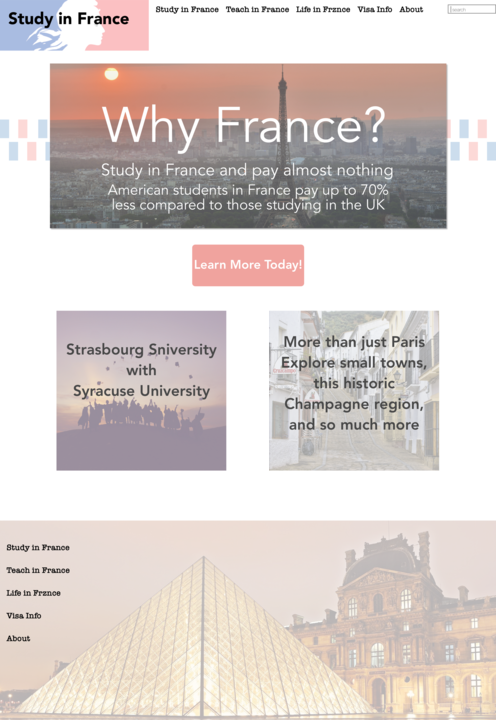 Study in France
Study in France Teach in France Life in Frznce Visa Info About
Search
Why France?
Study in France and pay almost nothing
American students in France pay up to 70%
less compared to those studying in the UK
Learn More Today!
Strasbourg Sniversity
with
Syracuse University
More than just Paris
Explore small towns,
this historic
Champagne region,
and so much more
Study in France
Teach in France
Life in Frznce
Visa Info
About